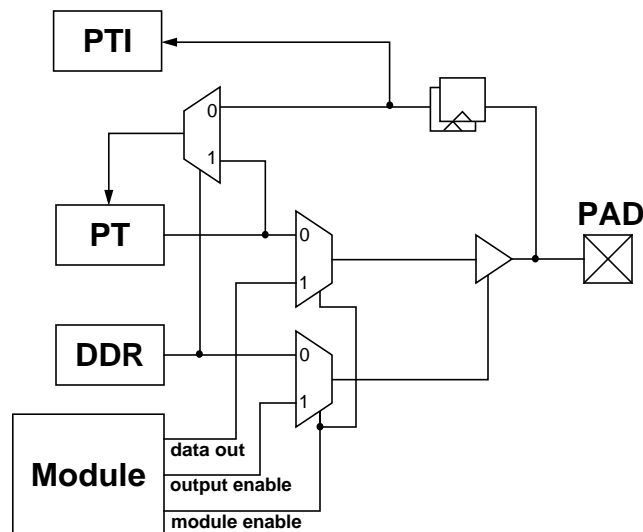 PTI
0
1
PT
PAD
0
1
DDR
0
1
Module
data out
output enable
module enable